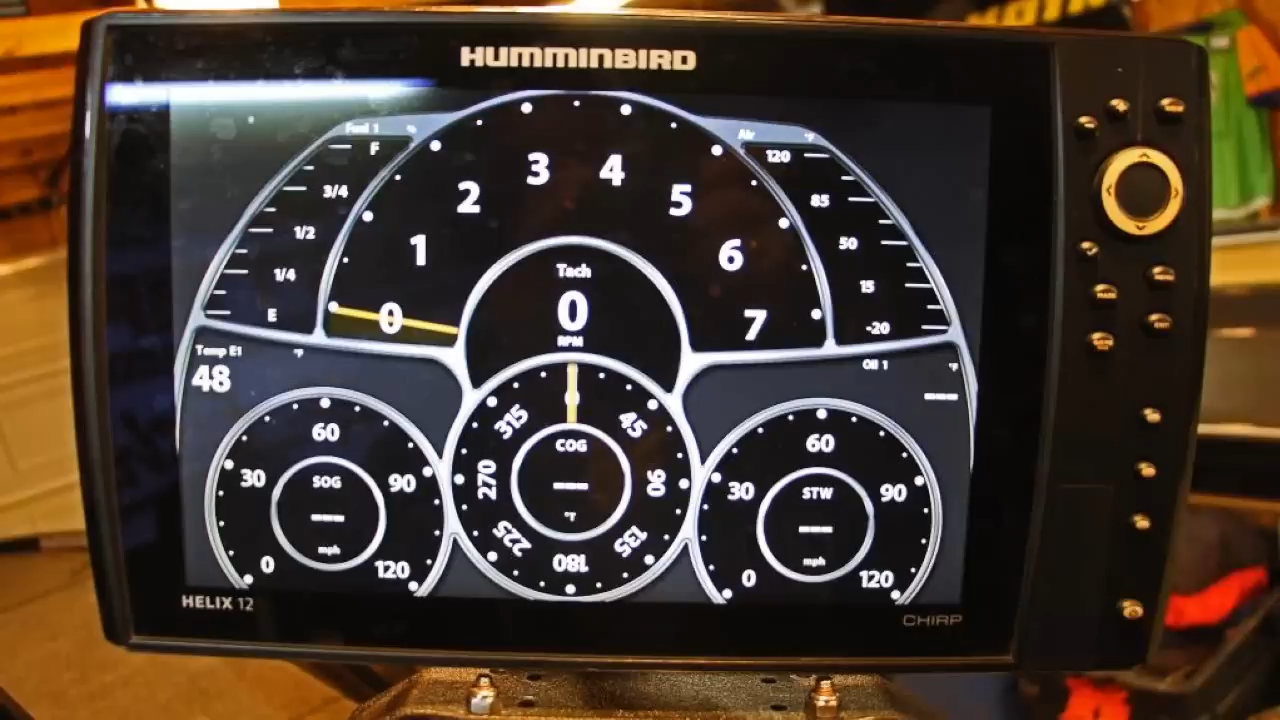 HUMMINBIRD
Fuel 1 %
F
3/4
1/2
1/4
E
0
1
2
3
4
5
6
7
Tach
0
RPM
Air °F
120
85
50
15
-20
Temp E1 °F
48
Oil 1 °F
---
0
30
60
90
120
SOG
---
mph
0
45
90
135
180
225
270
315
COG
---
°T
0
30
60
90
120
STW
---
mph
HELIX 12
CHIRP